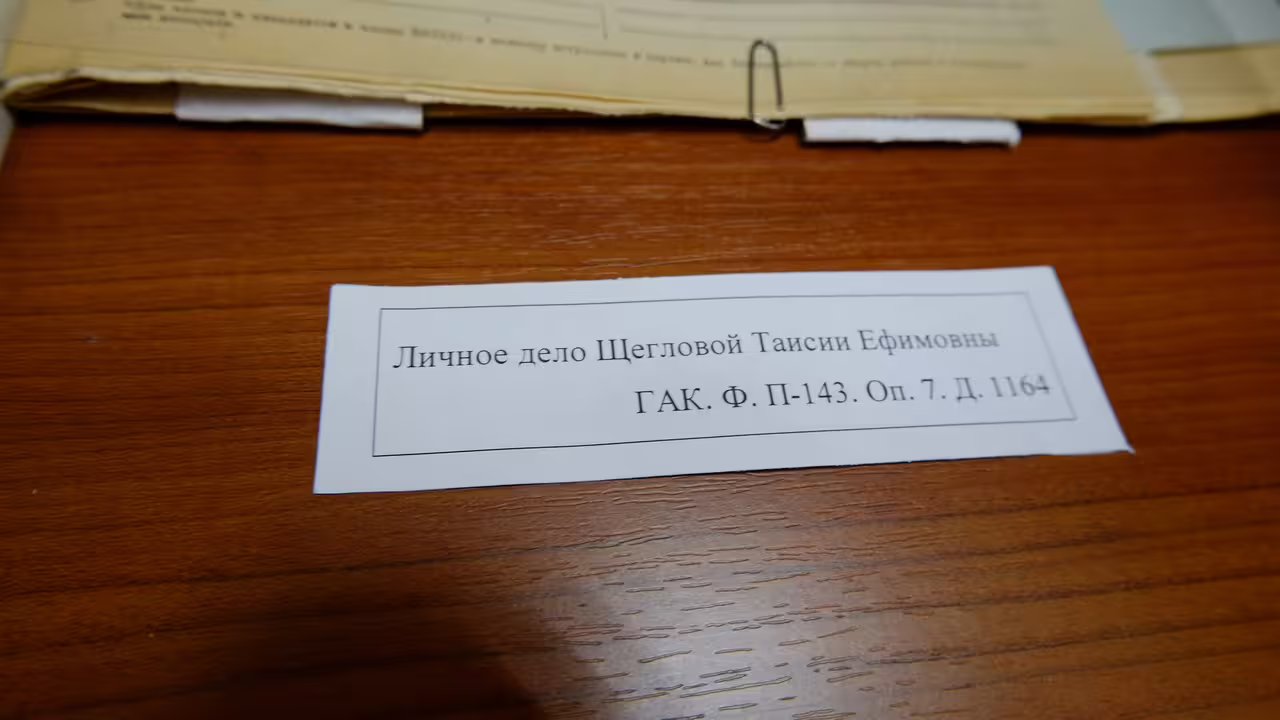 Личное дело Щегловой Таисии Ефимовны
ГАК. Ф. П-143. Оп. 7. Д. 1164